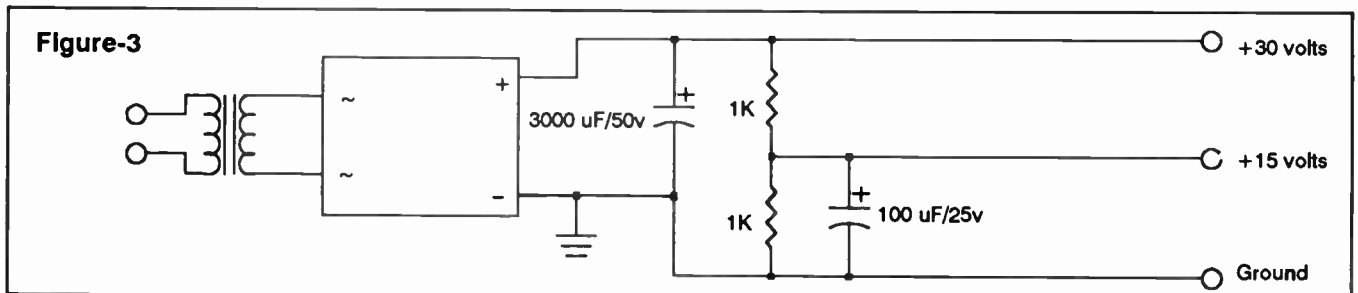 Figure-3
+30 volts
~
+
1K
3000 uF/50v
+
+15 volts
~
-
1K
+
100 uF/25v
Ground